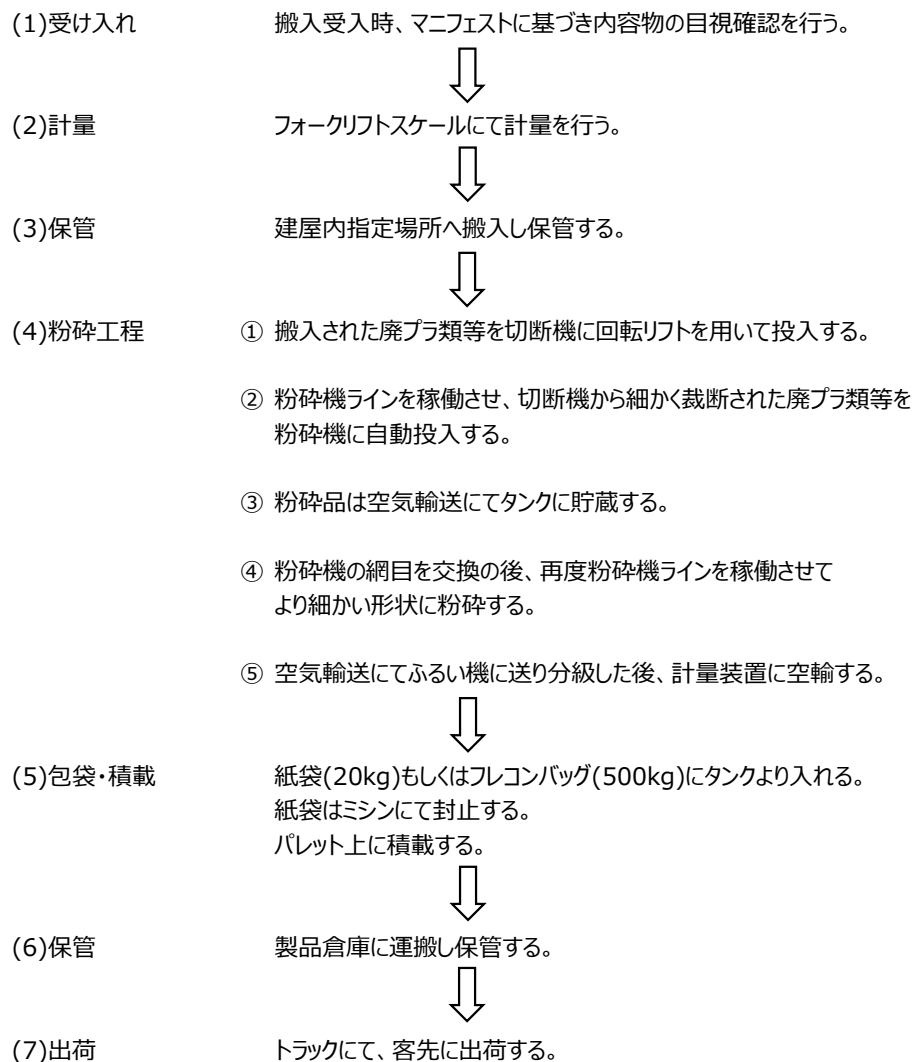 (1)受け入れ 搬入受入時、マニフェストに基づき内容物の目視確認を行う。
(2)計量 フォークリフトスケールにて計量を行う。
(3)保管 建屋内指定場所へ搬入し保管する。
(4)粉砕工程 ① 搬入された廃プラ類等を切断機に回転リフトを用いて投入する。
② 粉砕機ラインを稼働させ、切断機から細かく裁断された廃プラ類等を
粉砕機に自動投入する。
③ 粉砕品は空気輸送にてタンクに貯蔵する。
④ 粉砕機の網目を交換の後、再度粉砕機ラインを稼働させて
より細かい形状に粉砕する。
⑤ 空気輸送にてふるい機に送り分級した後、計量装置に空輸する。
(5)包袋・積載 紙袋(20kg)もしくはフレコンバッグ(500kg)にタンクより入れる。
紙袋はミシンにて封止する。
パレット上に積載する。
(6)保管 製品倉庫に運搬し保管する。
(7)出荷 トラックにて、客先に出荷する。